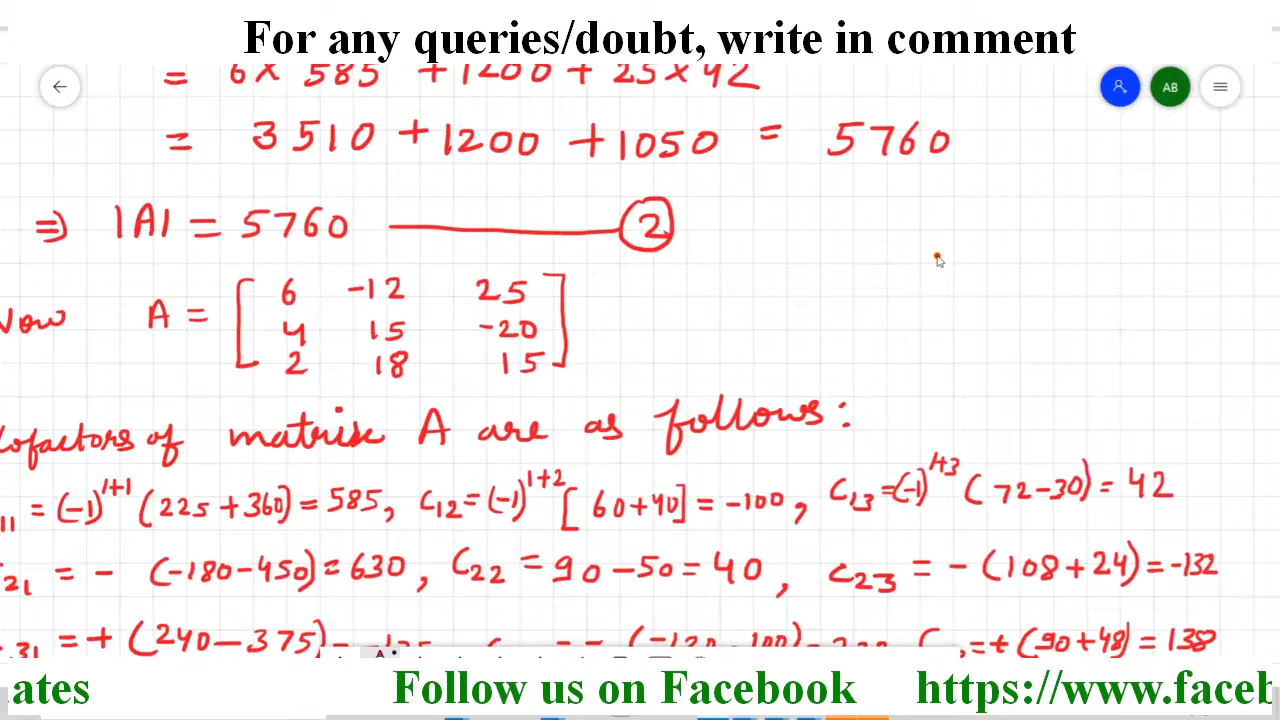 For any queries/doubt, write in comment
= 6 × 585 + 1200 + 25 × 42
AB
= 3510 + 1200 + 1050 = 5760
⇒ |A| = 5760 ——— 2
Now A = [ 6 -12 25
4 15 -20
2 18 15 ]
cofactors of matrix A are as follows:
11 = (-1)^1+1 (225 + 360) = 585, C12 = (-1)^1+2 [60+40] = -100, C13 = (-1)^1+3 (72-30) = 42
21 = - (-180-450) = 630, C22 = 90 - 50 = 40, C23 = - (108 + 24) = -132
31 = + (240 - 375) = + (90+48) = 138
ates Follow us on Facebook https://www.faceb